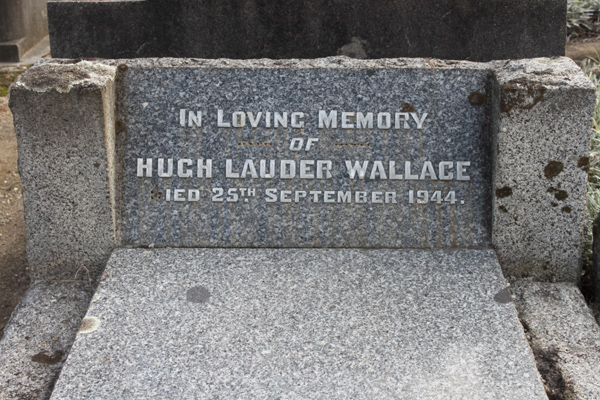 IN LOVING MEMORY
OF
HUGH LAUDER WALLACE
IED 25TH SEPTEMBER 1944.